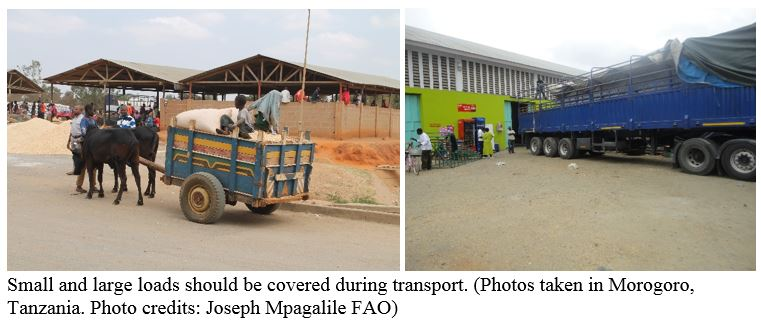 Small and large loads should be covered during transport. (Photos taken in Morogoro,
Tanzania. Photo credits: Joseph Mpagalile FAO)